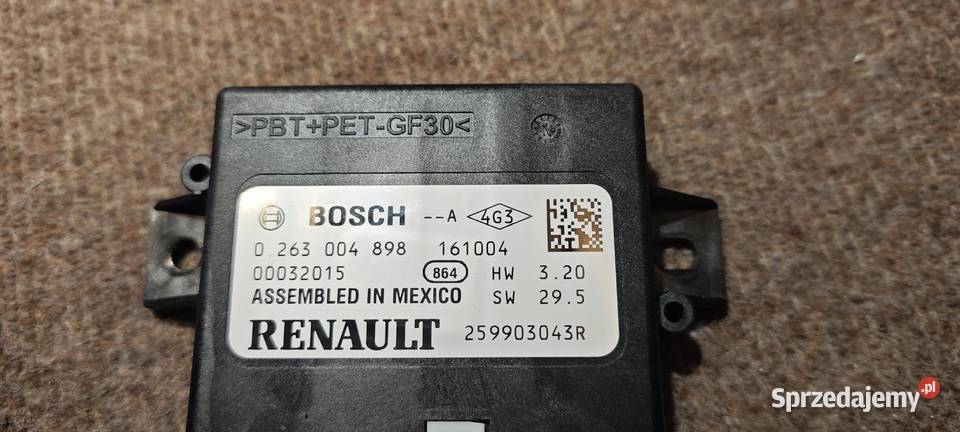 >PBT+PET-GF30<
BOSCH --A 4G3
0 263 004 898 161004
00032015 864 HW 3.20
ASSEMBLED IN MEXICO SW 29.5
RENAULT 259903043R
Sprzedajemy.pl